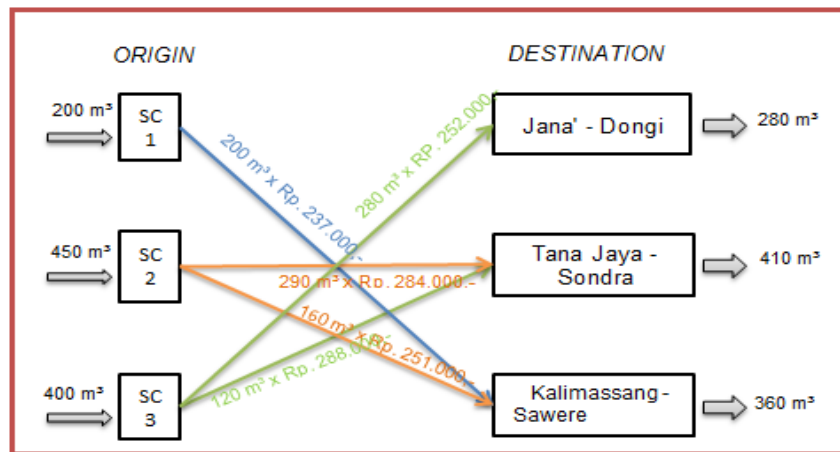 ORIGIN
DESTINATION
200 m³
SC
1
200 m³ x Rp. 237.000,-
280 m³ x RP. 252.000,-
Jana' - Dongi
280 m³
450 m³
SC
2
290 m³ x Rp. 284.000.-
Tana Jaya -
Sondra
410 m³
160 m³ x Rp. 251.000,-
120 m³ x Rp. 288.000,-
400 m³
SC
3
Kalimassang -
Sawere
360 m³